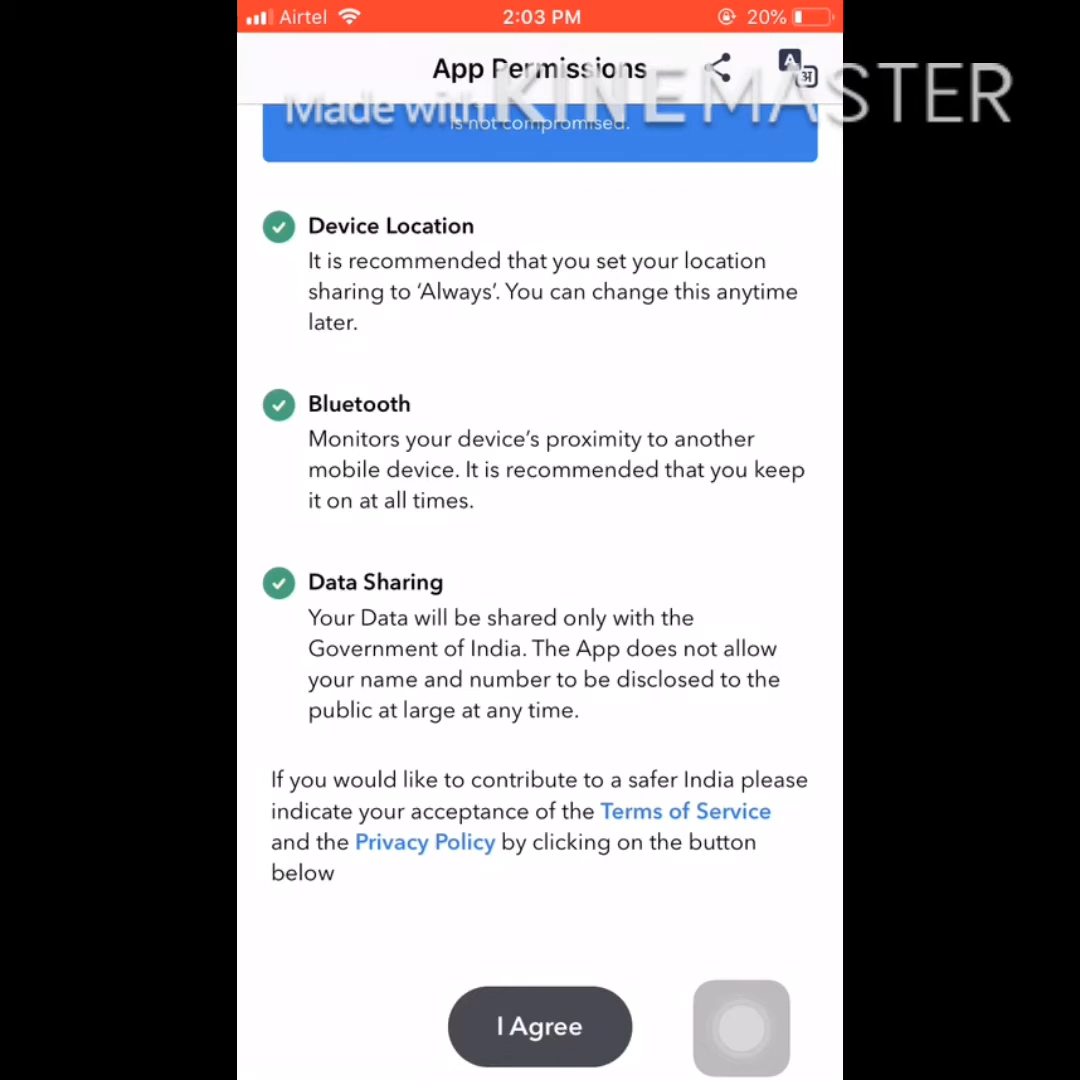 Airtel 2:03 PM 20%
App Permissions
A
अ
Made with KINEMASTER
is not compromised.
Device Location
It is recommended that you set your location
sharing to ‘Always’. You can change this anytime
later.
Bluetooth
Monitors your device’s proximity to another
mobile device. It is recommended that you keep
it on at all times.
Data Sharing
Your Data will be shared only with the
Government of India. The App does not allow
your name and number to be disclosed to the
public at large at any time.
If you would like to contribute to a safer India please
indicate your acceptance of the Terms of Service
and the Privacy Policy by clicking on the button
below
I Agree